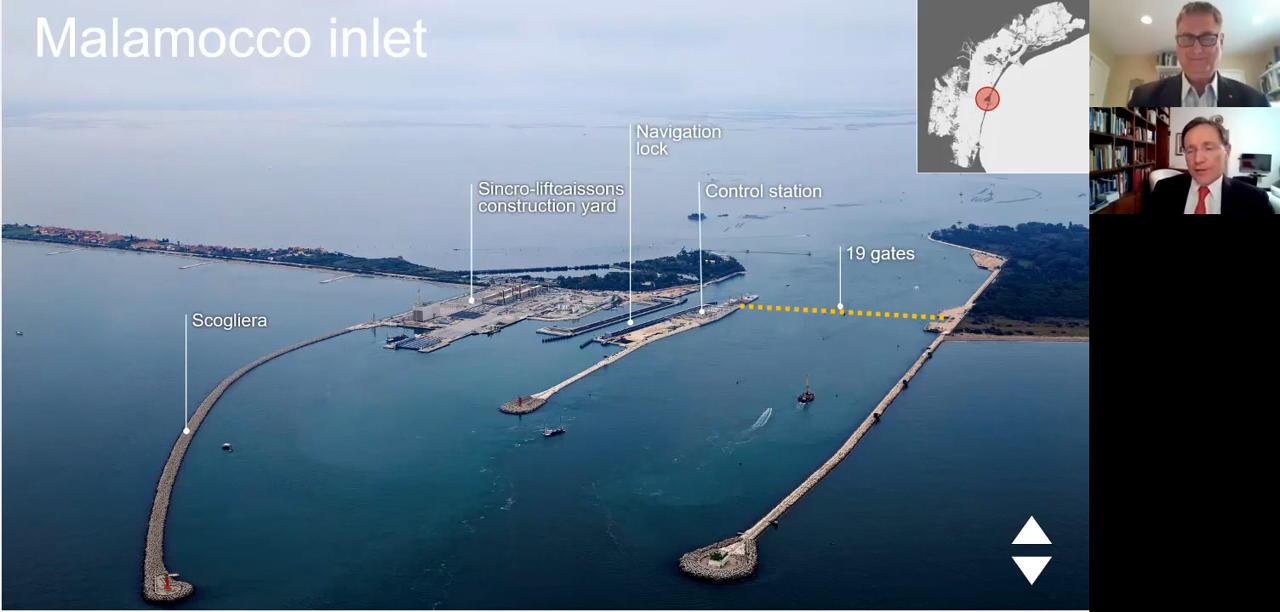 Malamocco inlet
Navigation
lock
Sincro-liftcaissons
construction yard
Control station
19 gates
Scogliera